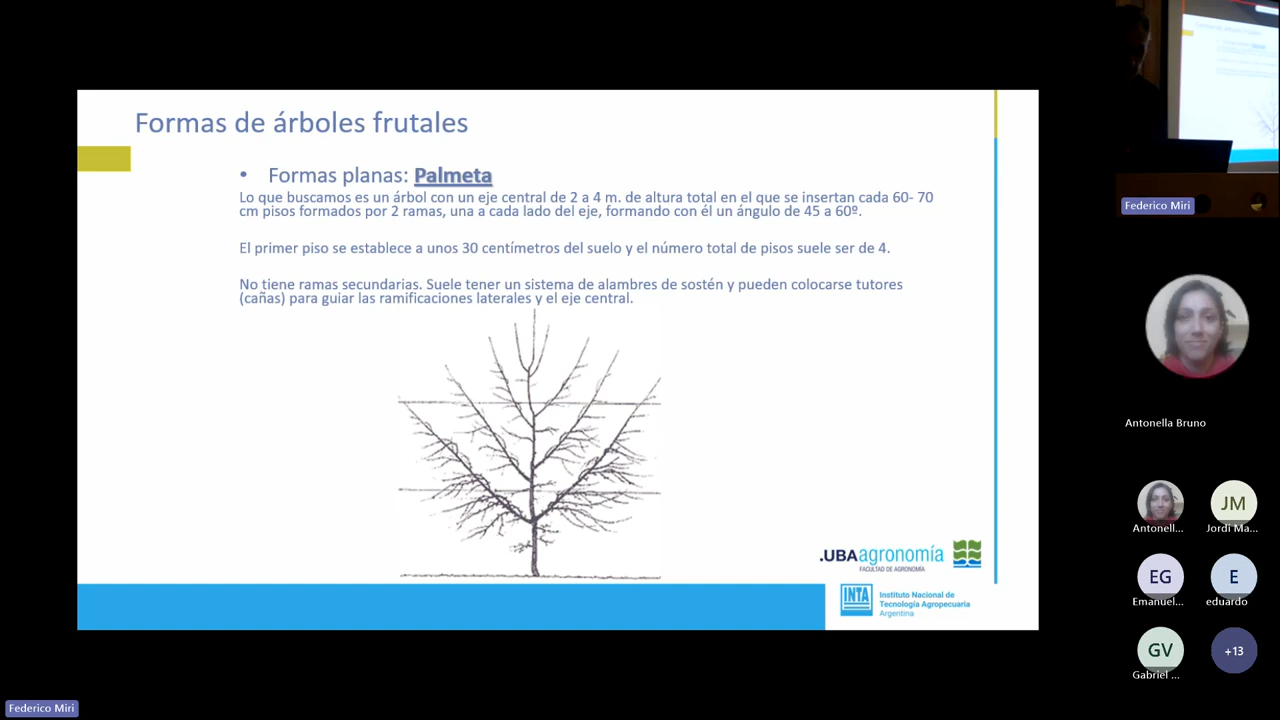 Formas de árboles frutales
• Formas planas: Palmeta
Lo que buscamos es un árbol con un eje central de 2 a 4 m. de altura total en el que se insertan cada 60- 70
cm pisos formados por 2 ramas, una a cada lado del eje, formando con él un ángulo de 45 a 60º.
El primer piso se establece a unos 30 centímetros del suelo y el número total de pisos suele ser de 4.
No tiene ramas secundarias. Suele tener un sistema de alambres de sostén y pueden colocarse tutores
(cañas) para guiar las ramificaciones laterales y el eje central.
.UBAagronomía
FACULTAD DE AGRONOMÍA
INTA
Instituto Nacional de
Tecnología Agropecuaria
Argentina
Federico Miri
Antonella Bruno
Antonell...
JM
Jordi Ma...
EG
Emanuel...
E
eduardo
GV
Gabriel ...
+13
Federico Miri